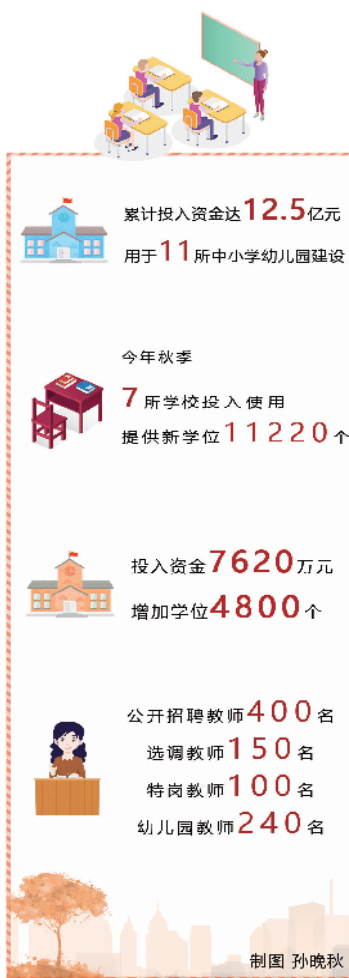 累计投入资金达12.5亿元
用于11所中小学幼儿园建设
今年秋季
7所学校投入使用
提供新学位11220个
投入资金7620万元
增加学位4800个
公开招聘教师400名
选调教师150名
特岗教师100名
幼儿园教师240名
制图 孙晚秋